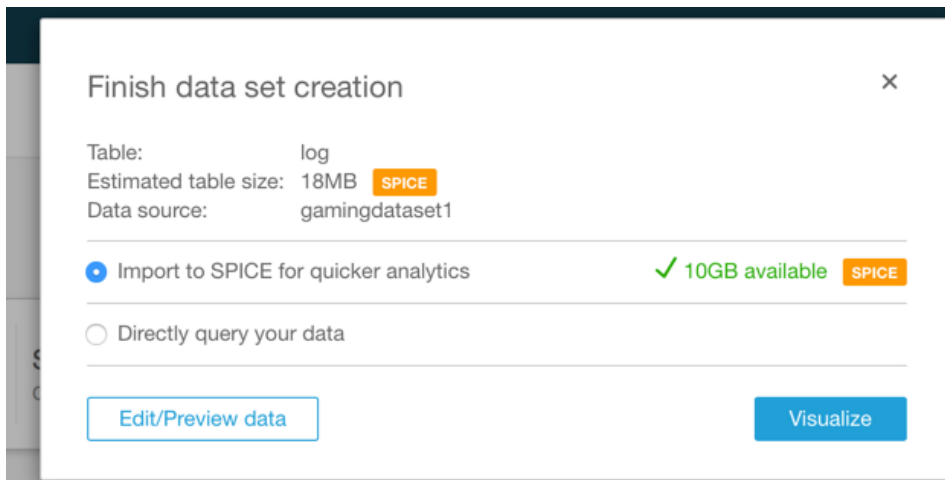 Finish data set creation
Table: log
Estimated table size: 18MB SPICE
Data source: gamingdataset1
Import to SPICE for quicker analytics 10GB available SPICE
Directly query your data
Edit/Preview data Visualize